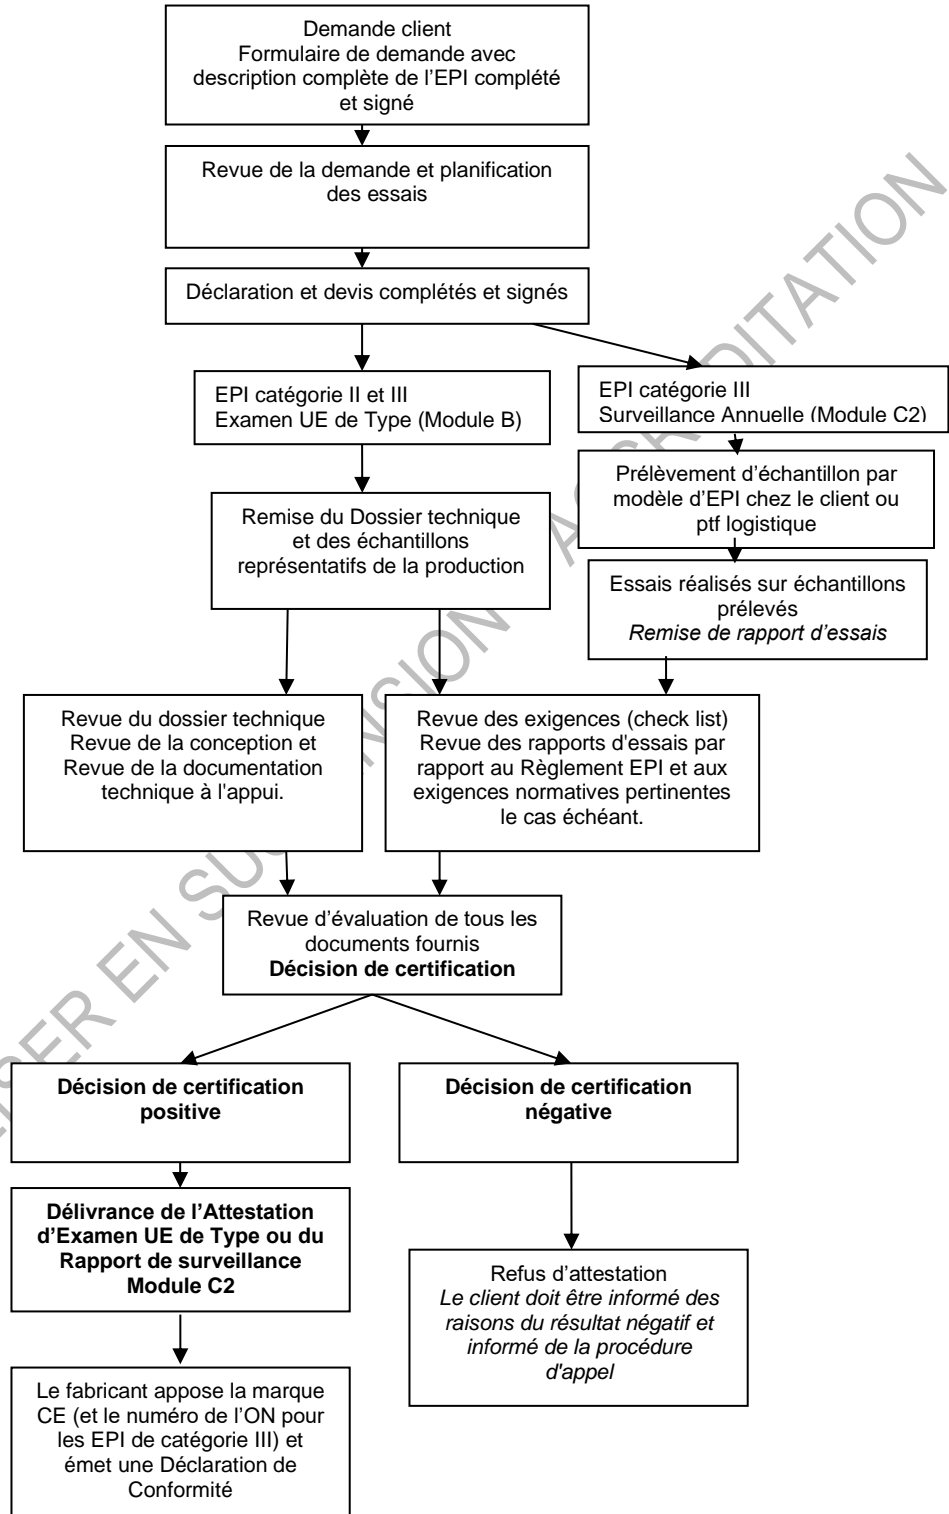 Demande client
Formulaire de demande avec
description complète de l'EPI complété
et signé
Revue de la demande et planification
des essais
Déclaration et devis complétés et signés
EPI catégorie II et III
Examen UE de Type (Module B)
EPI catégorie III
Surveillance Annuelle (Module C2)
Prélèvement d'échantillon par
modèle d'EPI chez le client ou
ptf logistique
Remise du Dossier technique
et des échantillons
représentatifs de la production
Essais réalisés sur échantillons
prélevés
Remise de rapport d'essais
Revue du dossier technique
Revue de la conception et
Revue de la documentation
technique à l'appui.
Revue des exigences (check list)
Revue des rapports d'essais par
rapport au Règlement EPI et aux
exigences normatives pertinentes
le cas échéant.
Revue d'évaluation de tous les
documents fournis
Décision de certification
Décision de certification
positive
Décision de certification
négative
Délivrance de l'Attestation
d'Examen UE de Type ou du
Rapport de surveillance
Module C2
Refus d'attestation
Le client doit être informé des
raisons du résultat négatif et
informé de la procédure
d'appel
Le fabricant appose la marque
CE (et le numéro de l'ON pour
les EPI de catégorie III) et
émet une Déclaration de
Conformité